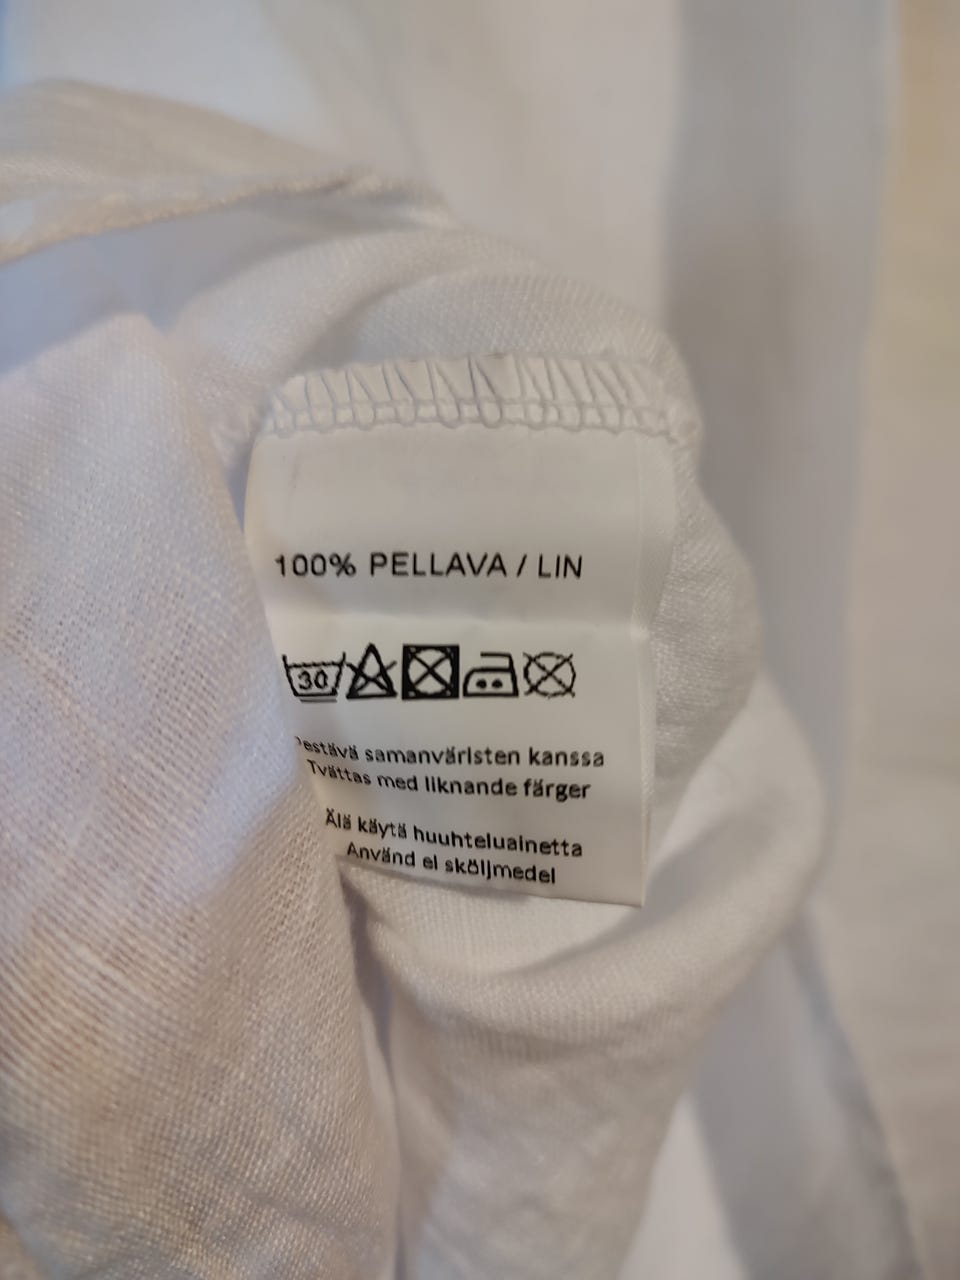 100% PELLAVA / LIN
30
Pestävä samanväristen kanssa
Tvättas med liknande färger
Älä käytä huuhteluainetta
Använd ej sköljmedel